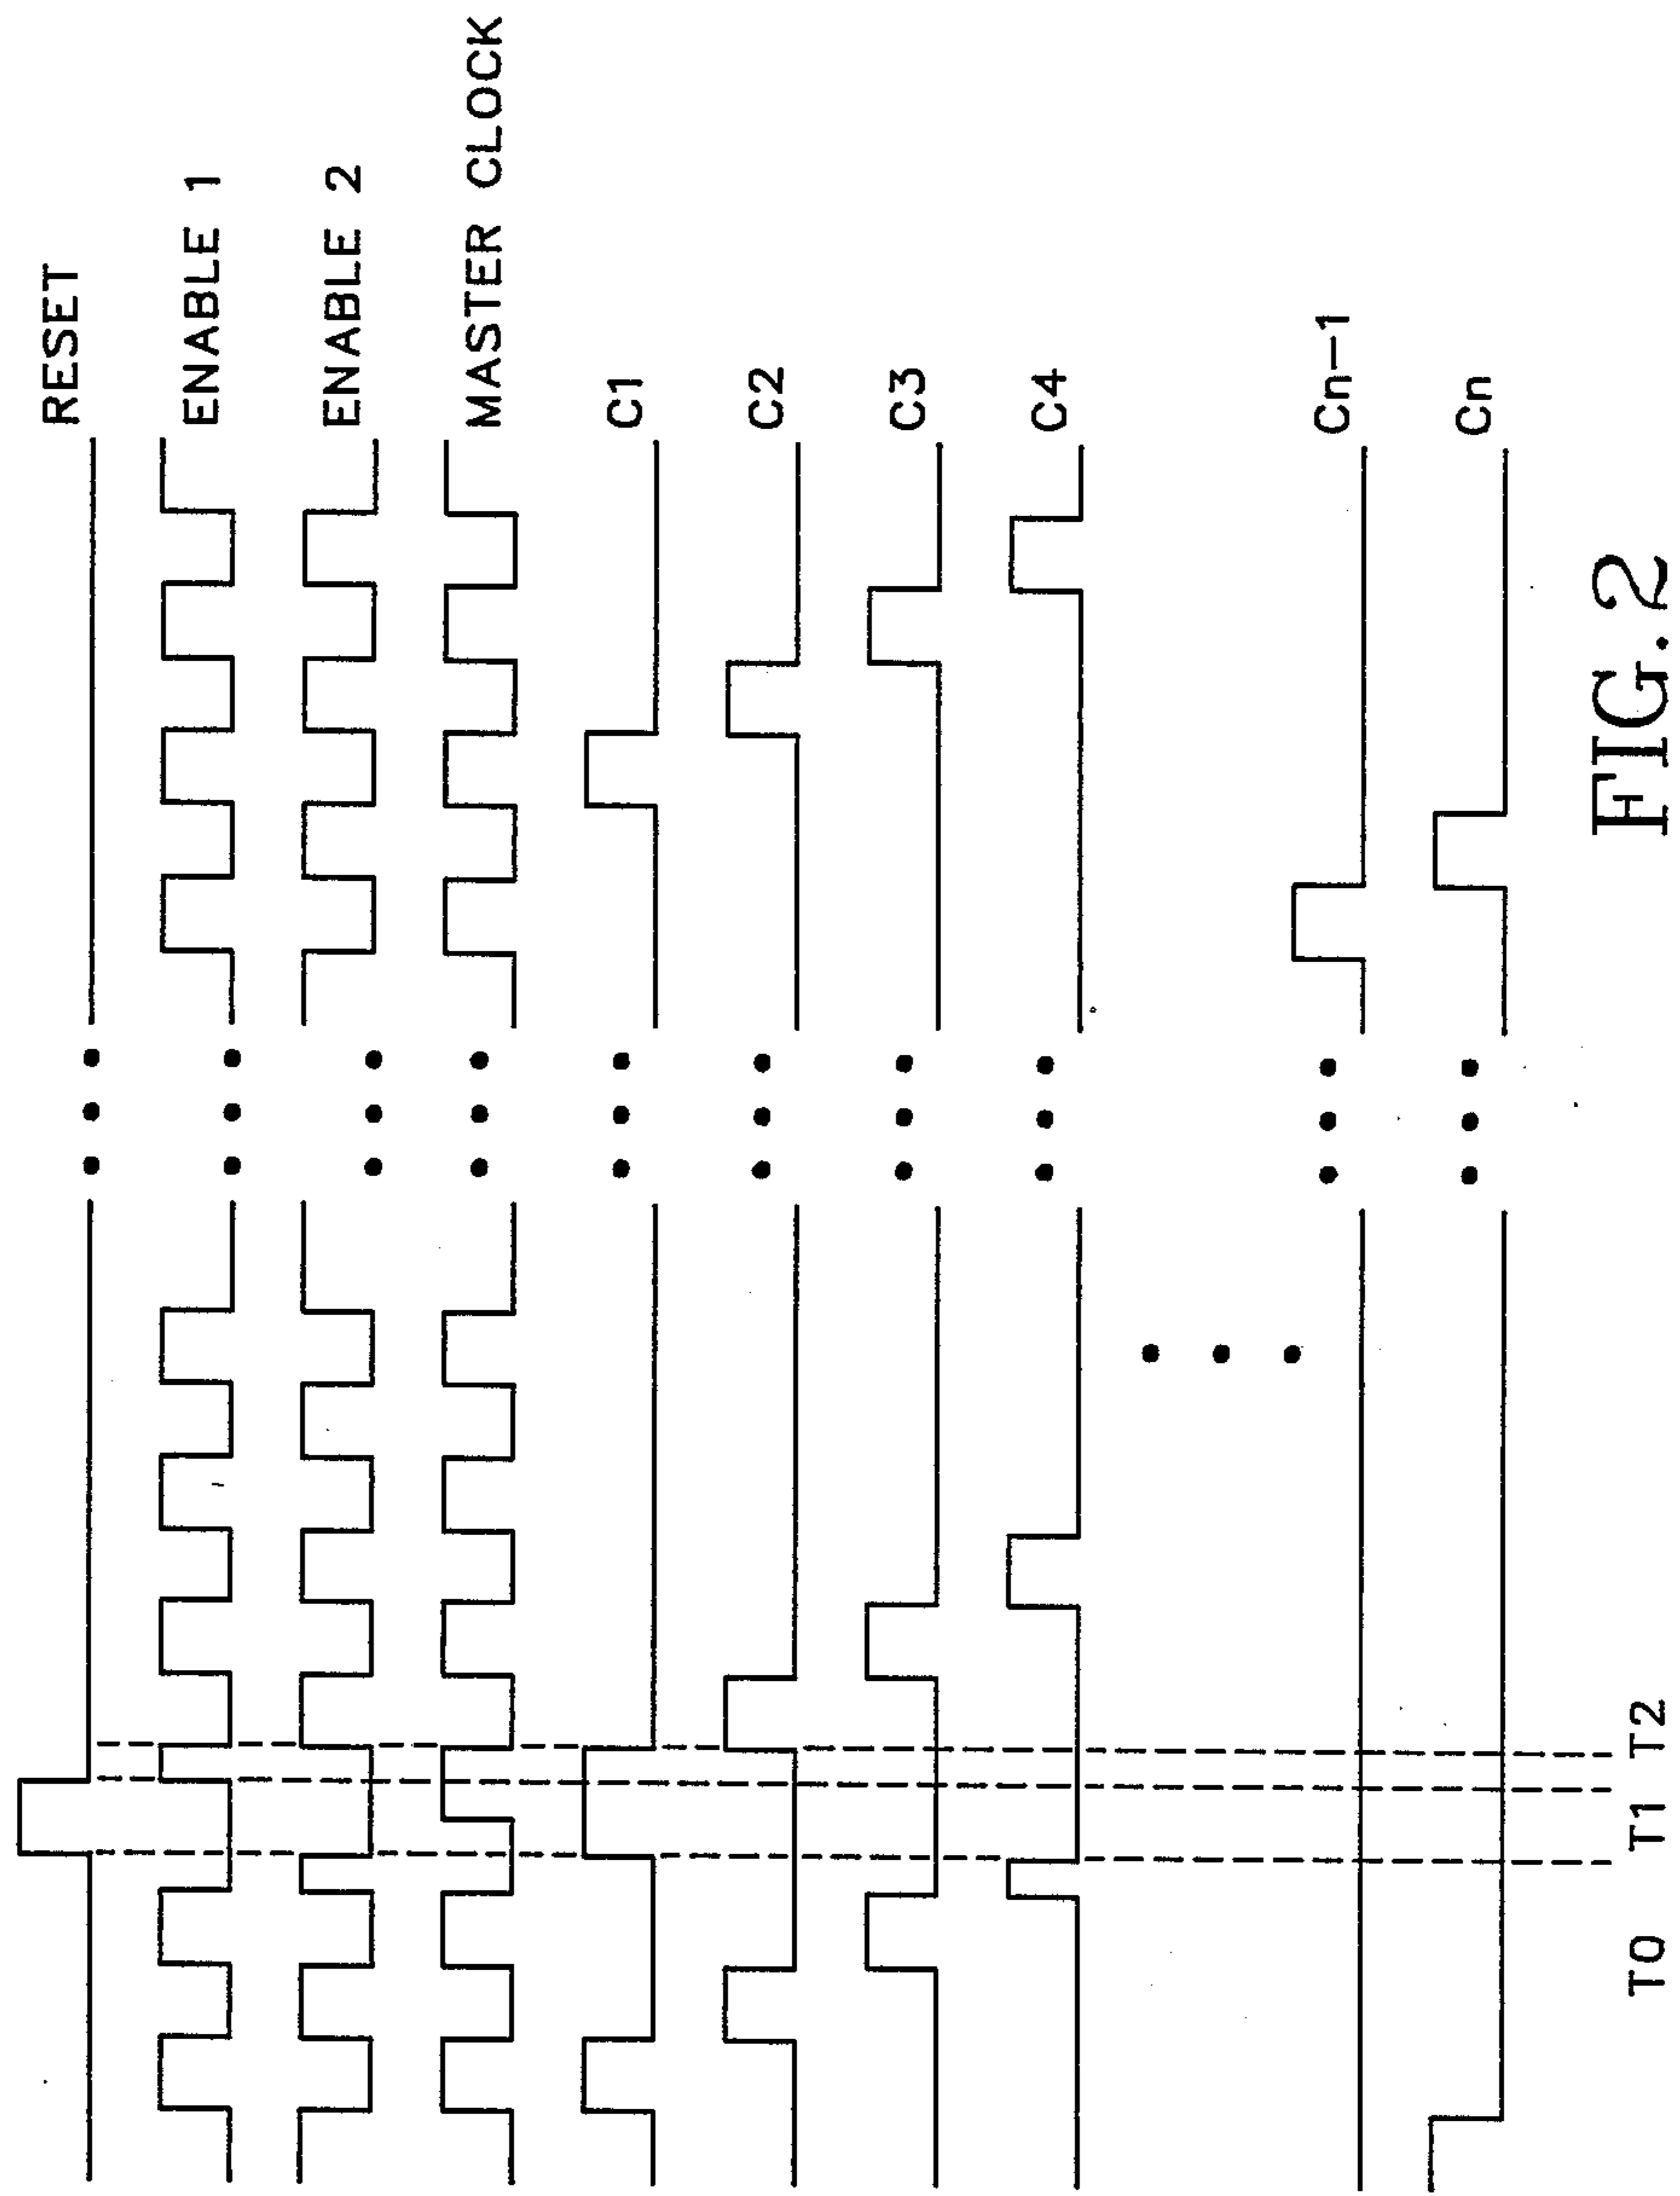 RESET
ENABLE 1
ENABLE 2
MASTER CLOCK
C1
C2
C3
C4
Cn-1
Cn
T0 T1 T2
FIG. 2